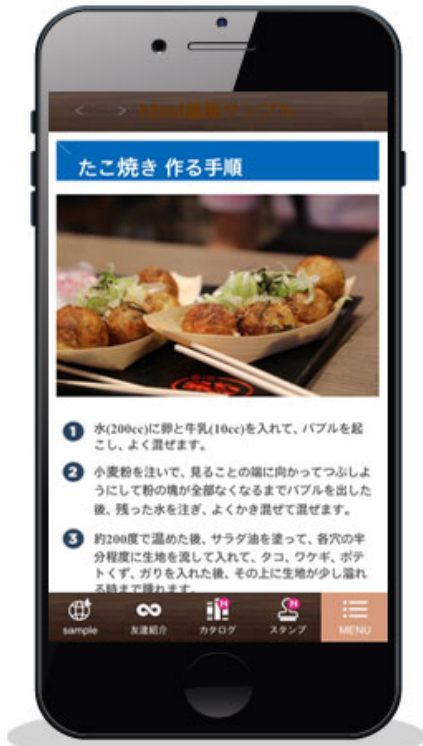 たこ焼き 作る手順
1 水(200cc)に卵と牛乳(10cc)を入れて、バブルを起
こし、よく混ぜます。
2 小麦粉を注いで、見ることの端に向かってつぶしよ
うにして粉の塊が全部なくなるまでバブルを出した
後、残った水を注ぎ、よくかき混ぜて混ぜます。
3 約200度で温めた後、サラダ油を塗って、各穴の半
分程度に生地を流して入れて、タコ、ワケギ、ポテ
トくず、ガリを入れた後、その上に生地が少し溢れ
る時まで
sample 友達紹介 カタログ スタンプ MENU
N N